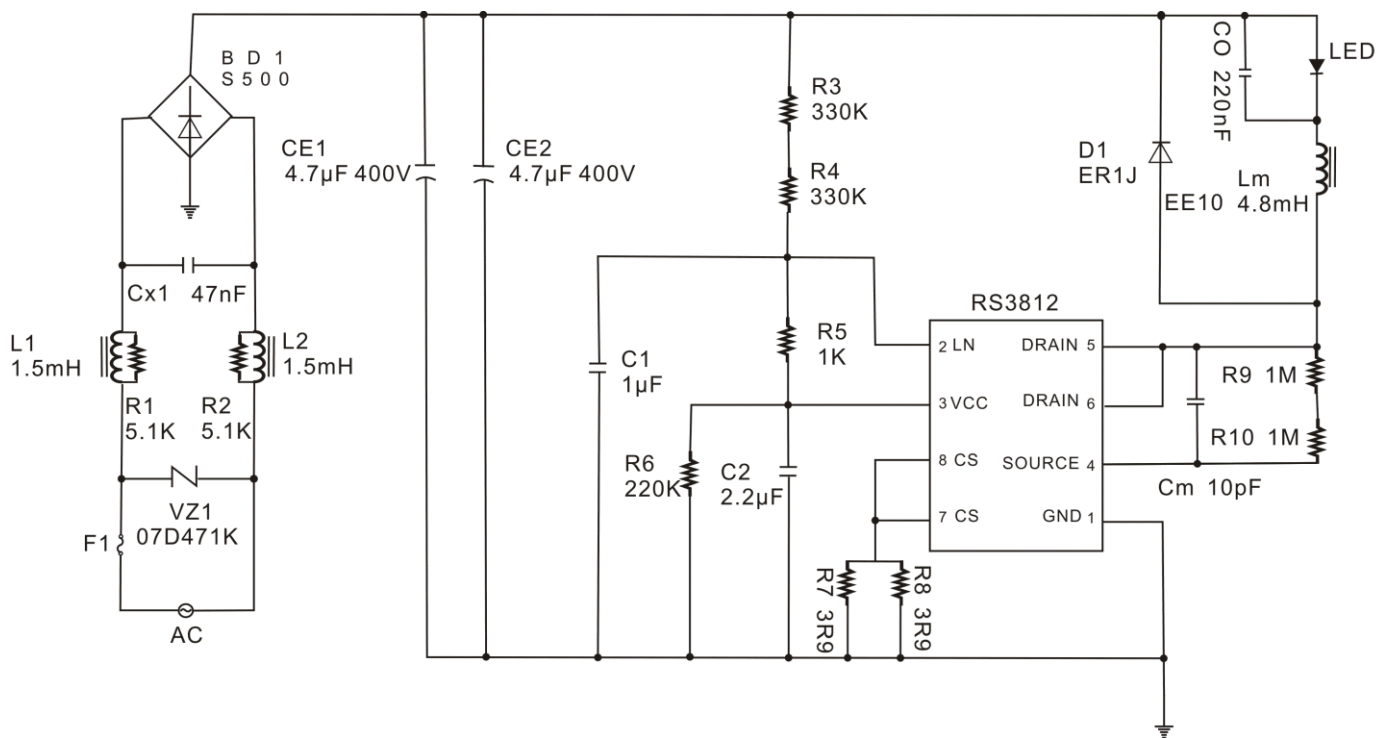 B D 1
S 5 0 0
CE1
4.7μF 400V
CE2
4.7μF 400V
R3
330K
R4
330K
D1
ER1J
CO 220nF
LED
Lm
EE10 4.8mH
Cx1 47nF
L1
1.5mH
L2
1.5mH
R1
5.1K
R2
5.1K
VZ1
07D471K
F1
AC
C1
1μF
R5
1K
R6
220K
C2
2.2μF
RS3812
2 LN
3 VCC
8 CS
7 CS
DRAIN 5
DRAIN 6
SOURCE 4
GND 1
R7 3R9
R8 3R9
R9 1M
R10 1M
Cm 10pF